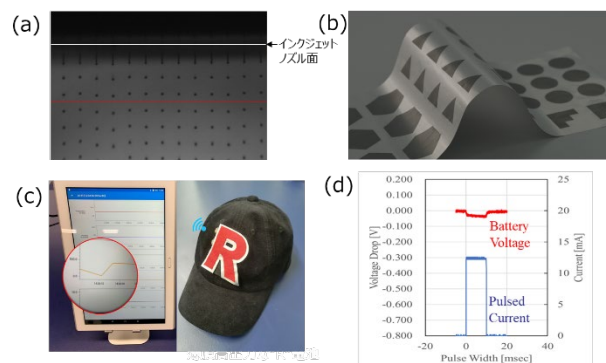 (a)
インクジェット
ノズル面
(b)
(c)
R
(d)
0.200
0.100
0.000
-0.100
-0.200
-0.300
-0.400
-0.500
-0.600
-0.700
-0.800
Voltage Drop [V]
Battery
Voltage
Pulsed
Current
25
20
15
10
5
0
Current [mA]
-20
0
20
40
Pulse Width [msec]